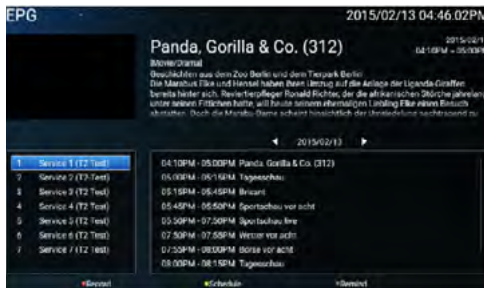 EPG
2015/02/13 04:46:02PM
Panda, Gorilla & Co. (312)
2015/02/1
04:10PM - 05:00PM
[Movie/Drama]
Geschichten aus dem Zoo Berlin und dem Tierpark Berlin
Die Marabus Elke und Hensel haben ihren Umzug auf die Anlage der Uganda-Giraffen
bereits hinter sich. Reviertierpfleger Ronald Richter, der die afrikanischen Störche jahrelang
unter seinen Fittichen hatte, will heute seinem ehemaligen Liebling Elke einen Besuch
abstatten. Doch die Marabu-Dame scheint hinsichtlich der Umsiedelung nachtragend zu
2015/02/13
1 Service 1 (T2 Test)
2 Service 2 (T2 Test)
3 Service 3 (T2 Test)
4 Service 4 (T2 Test)
5 Service 5 (T2 Test)
6 Service 6 (T2 Test)
7 Service 7 (T2 Test)
04:10PM - 05:00PM Panda, Gorilla & Co. (312)
05:00PM - 05:15PM Tagesschau
05:15PM - 05:45PM Brisant
05:45PM - 05:50PM Sportschau vor acht
05:50PM - 07:50PM Sportschau live
07:50PM - 07:55PM Wetter vor acht
07:55PM - 08:00PM Börse vor acht
08:00PM - 08:15PM Tagesschau
Record
Schedule
Remind